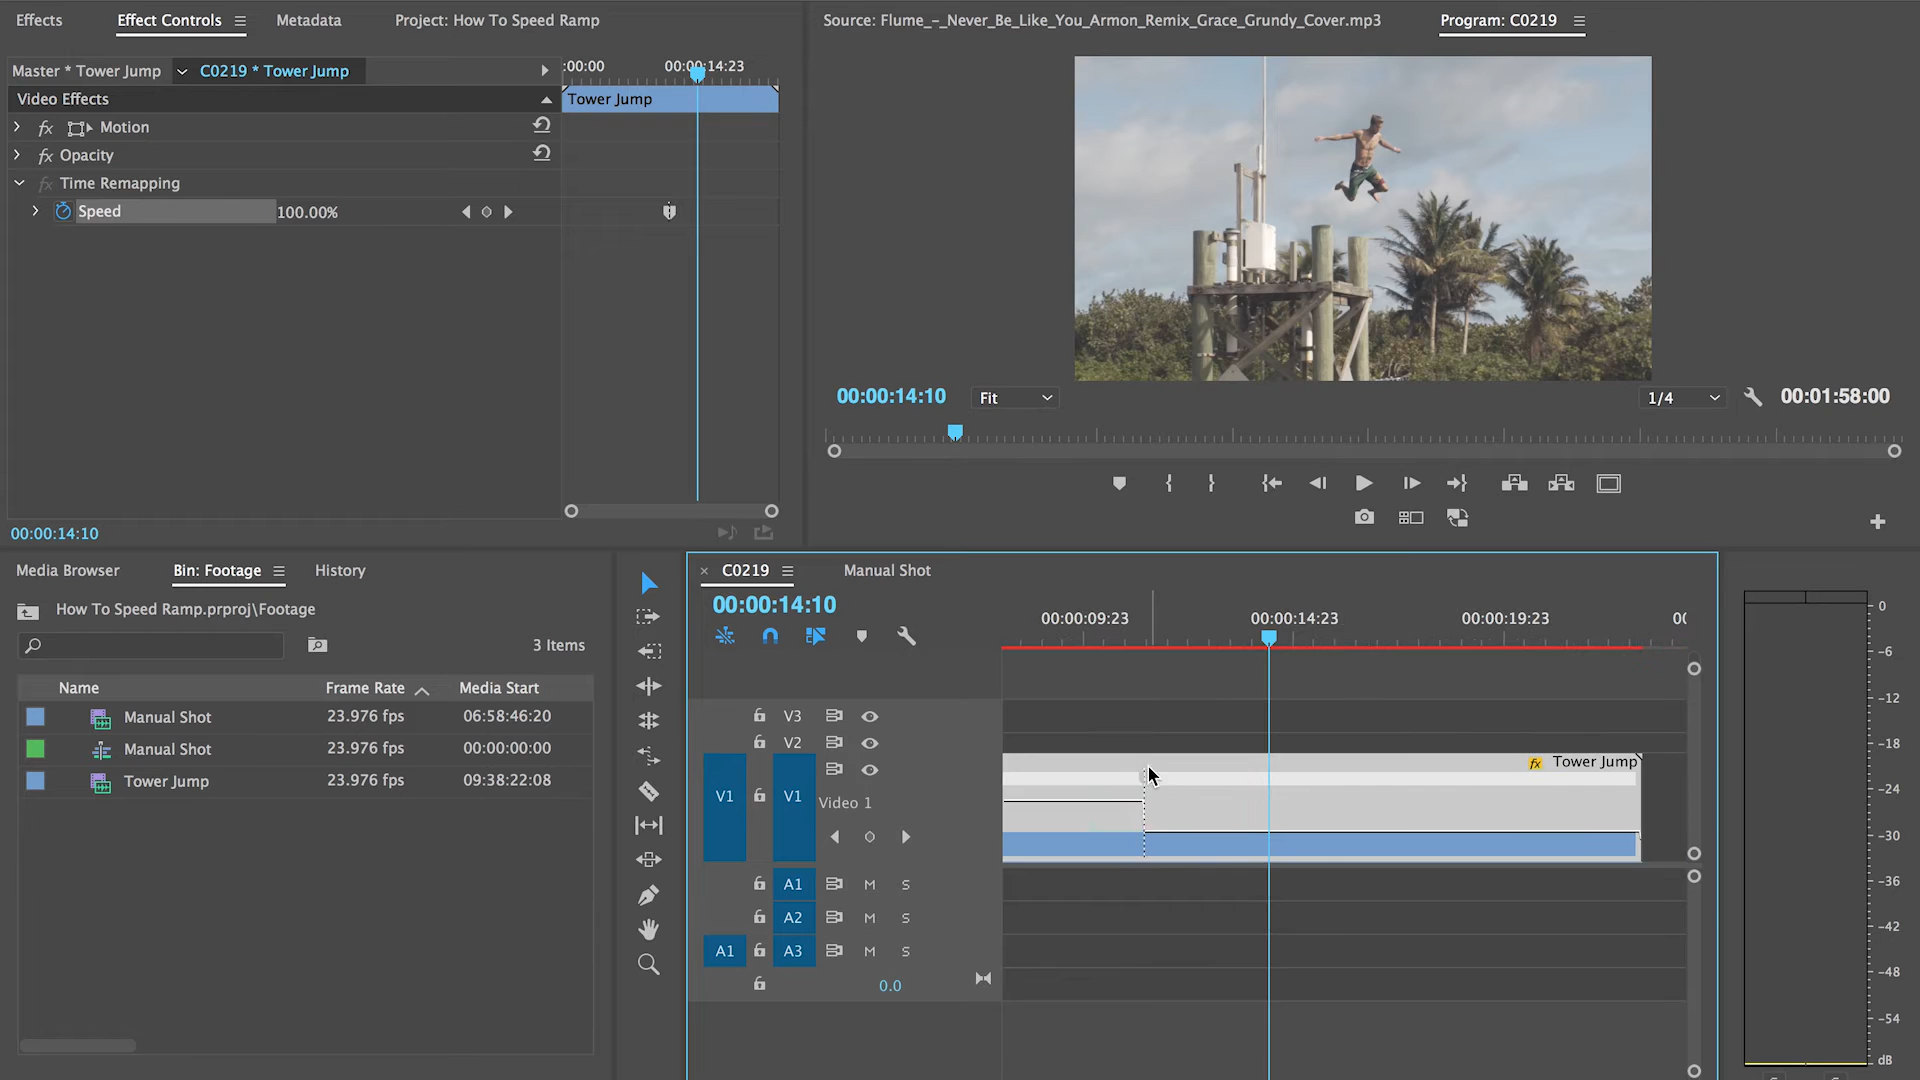 Effects
Effect Controls
Metadata
Project: How To Speed Ramp
Source: Flume_-_Never_Be_Like_You_Armon_Remix_Grace_Grundy_Cover.mp3
Program: C0219
Master * Tower Jump
C0219 * Tower Jump
:00:00
00:00:14:23
Video Effects
Tower Jump
fx Motion
fx Opacity
fx Time Remapping
Speed
100.00%
00:00:14:10
Fit
1/4
00:01:58:00
00:00:14:10
Media Browser
Bin: Footage
History
How To Speed Ramp.prproj\Footage
3 Items
Name
Frame Rate
Media Start
Manual Shot
23.976 fps
06:58:46:20
Manual Shot
23.976 fps
00:00:00:00
Tower Jump
23.976 fps
09:38:22:08
× C0219
Manual Shot
00:00:14:10
00:00:09:23
00:00:14:23
00:00:19:23
00
V3
V2
V1
V1
Video 1
fx Tower Jump
A1 M S
A2 M S
A1
A3 M S
0.0
0
-6
-12
-18
-24
-30
-36
-42
-48
-54
dB